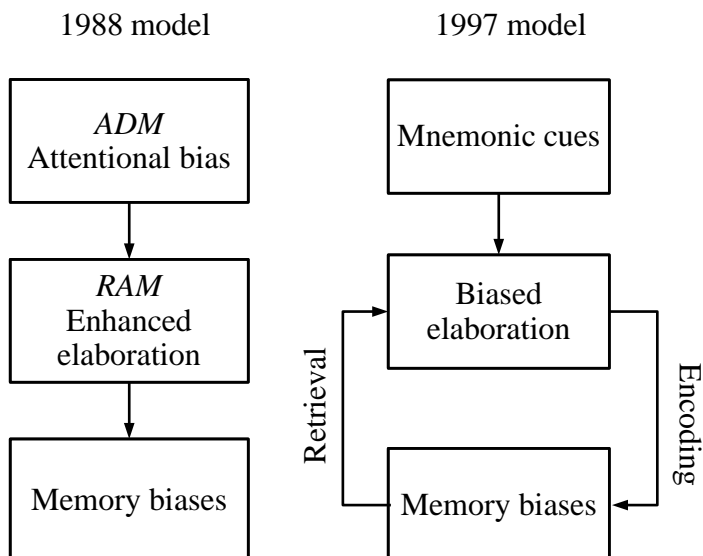 1988 model
ADM
Attentional bias
RAM
Enhanced
elaboration
Memory biases
1997 model
Mnemonic cues
Biased
elaboration
Retrieval
Encoding
Memory biases